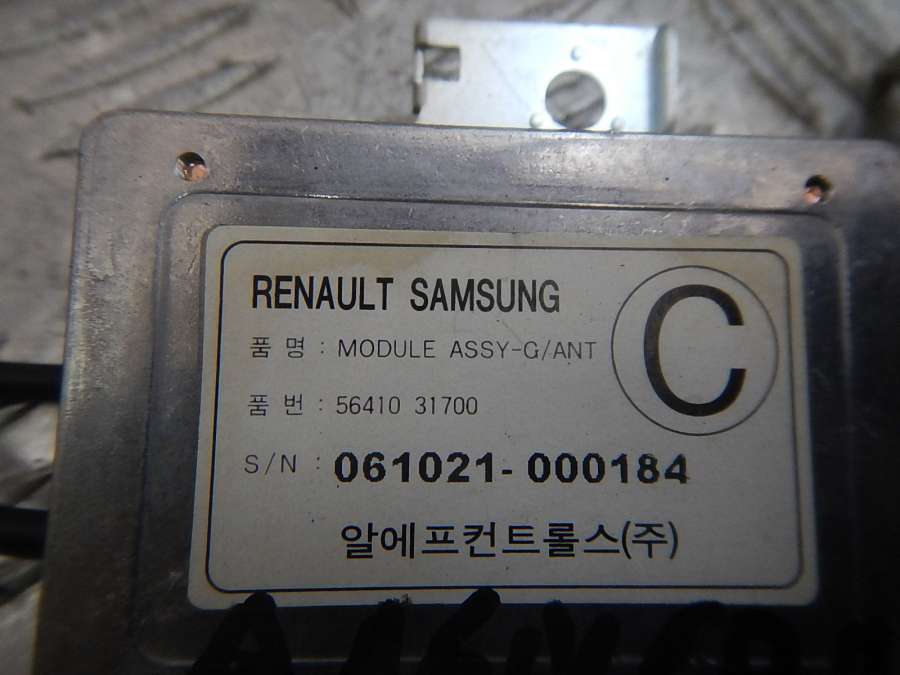 RENAULT SAMSUNG
C
품 명 : MODULE ASSY-G/ANT
품 번 : 56410 31700
S/N : 061021-000184
알에프컨트롤스(주)